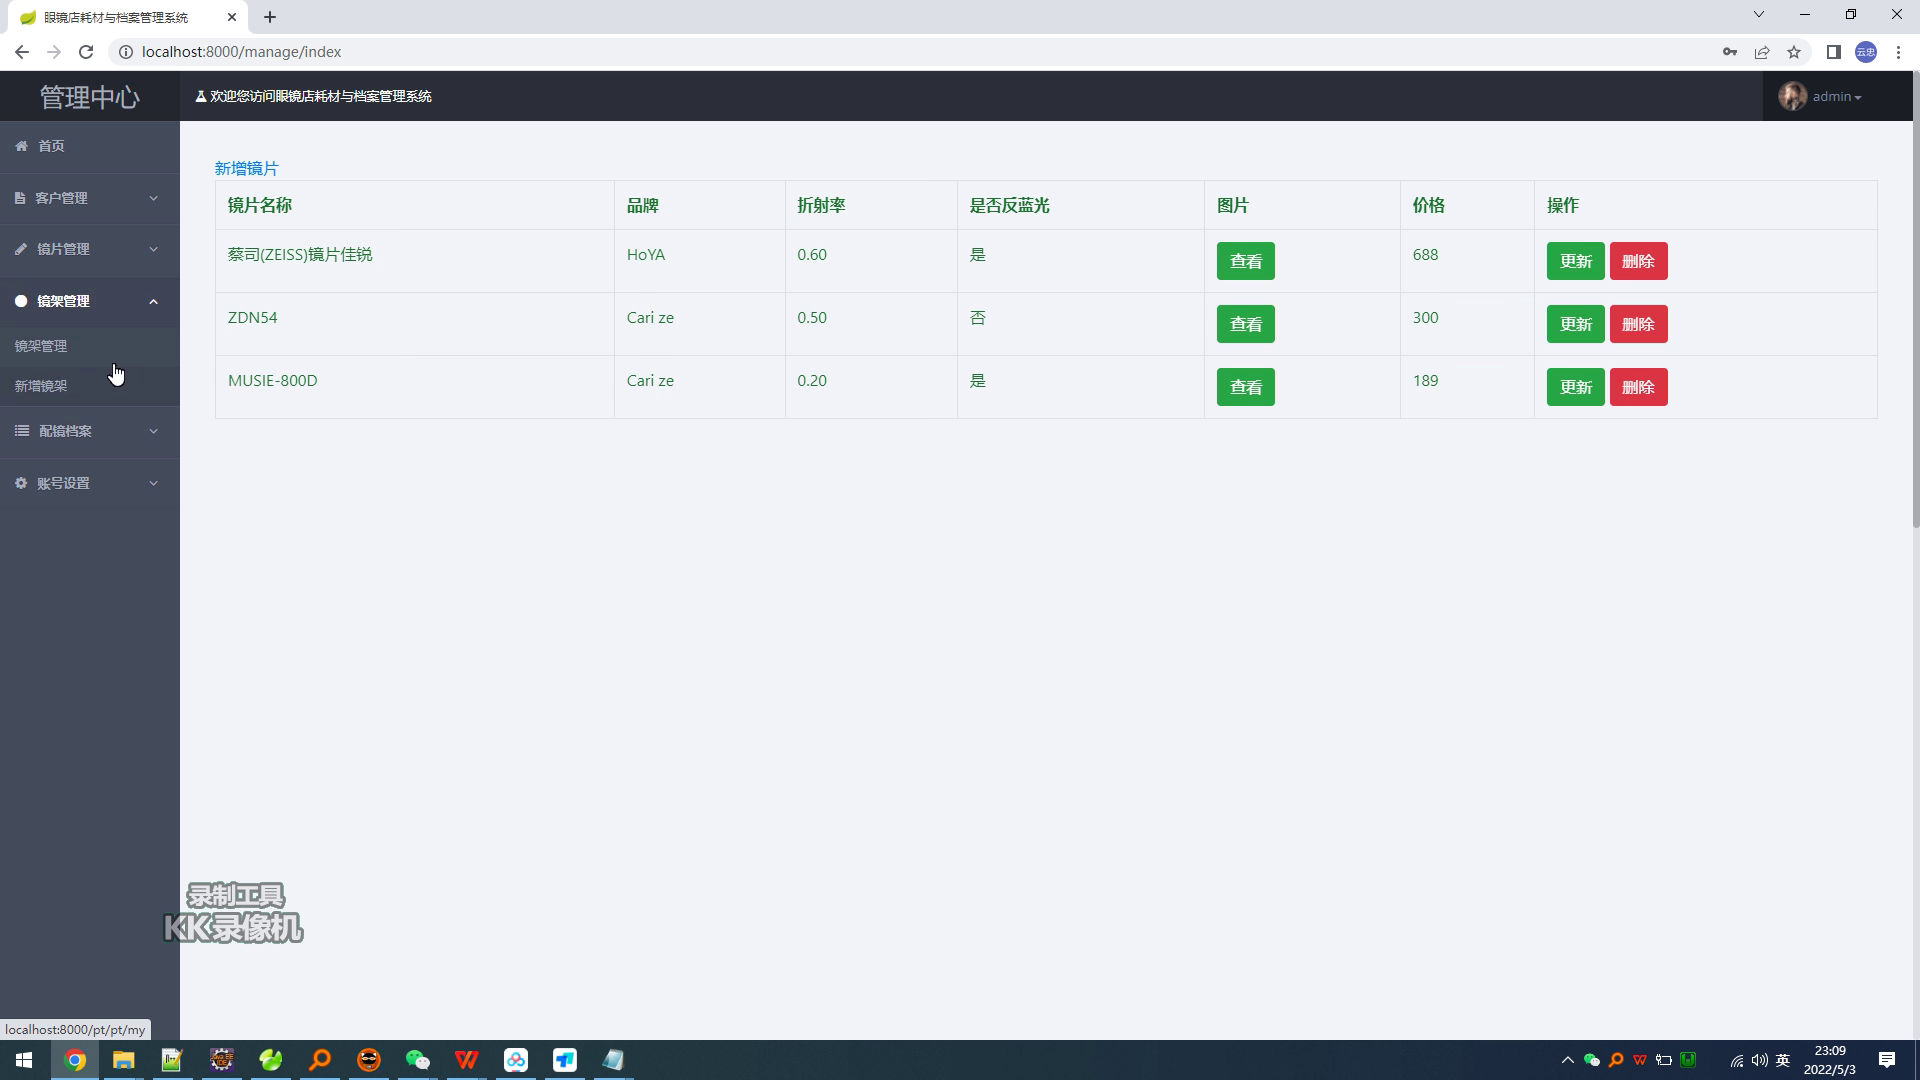 眼镜店耗材与档案管理系统
localhost:8000/manage/index
云忠
管理中心
欢迎您访问眼镜店耗材与档案管理系统
admin
首页
客户管理
镜片管理
镜架管理
镜架管理
新增镜架
配镜档案
账号设置
新增镜片
镜片名称 品牌 折射率 是否反蓝光 图片 价格 操作
蔡司(ZEISS)镜片佳锐 HoYA 0.60 是 查看 688 更新 删除
ZDN54 Cari ze 0.50 否 查看 300 更新 删除
MUSIE-800D Cari ze 0.20 是 查看 189 更新 删除
录制工具
KK录像机
localhost:8000/pt/pt/my
英
23:09
2022/5/3